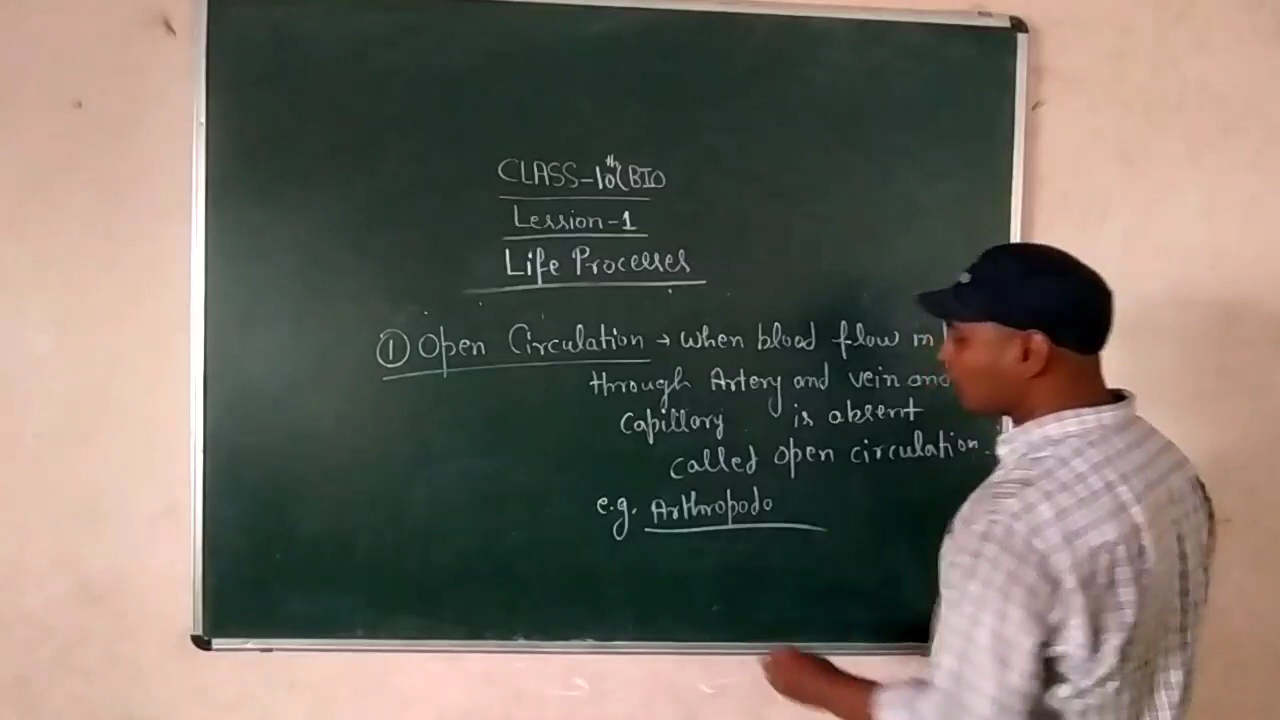 CLASS-10th(BIO
Lession-1
Life Processes
① Open Circulation → When blood flow in
through Artery and vein and
Capillary is absent
called open circulation.
e.g. Arthropodo